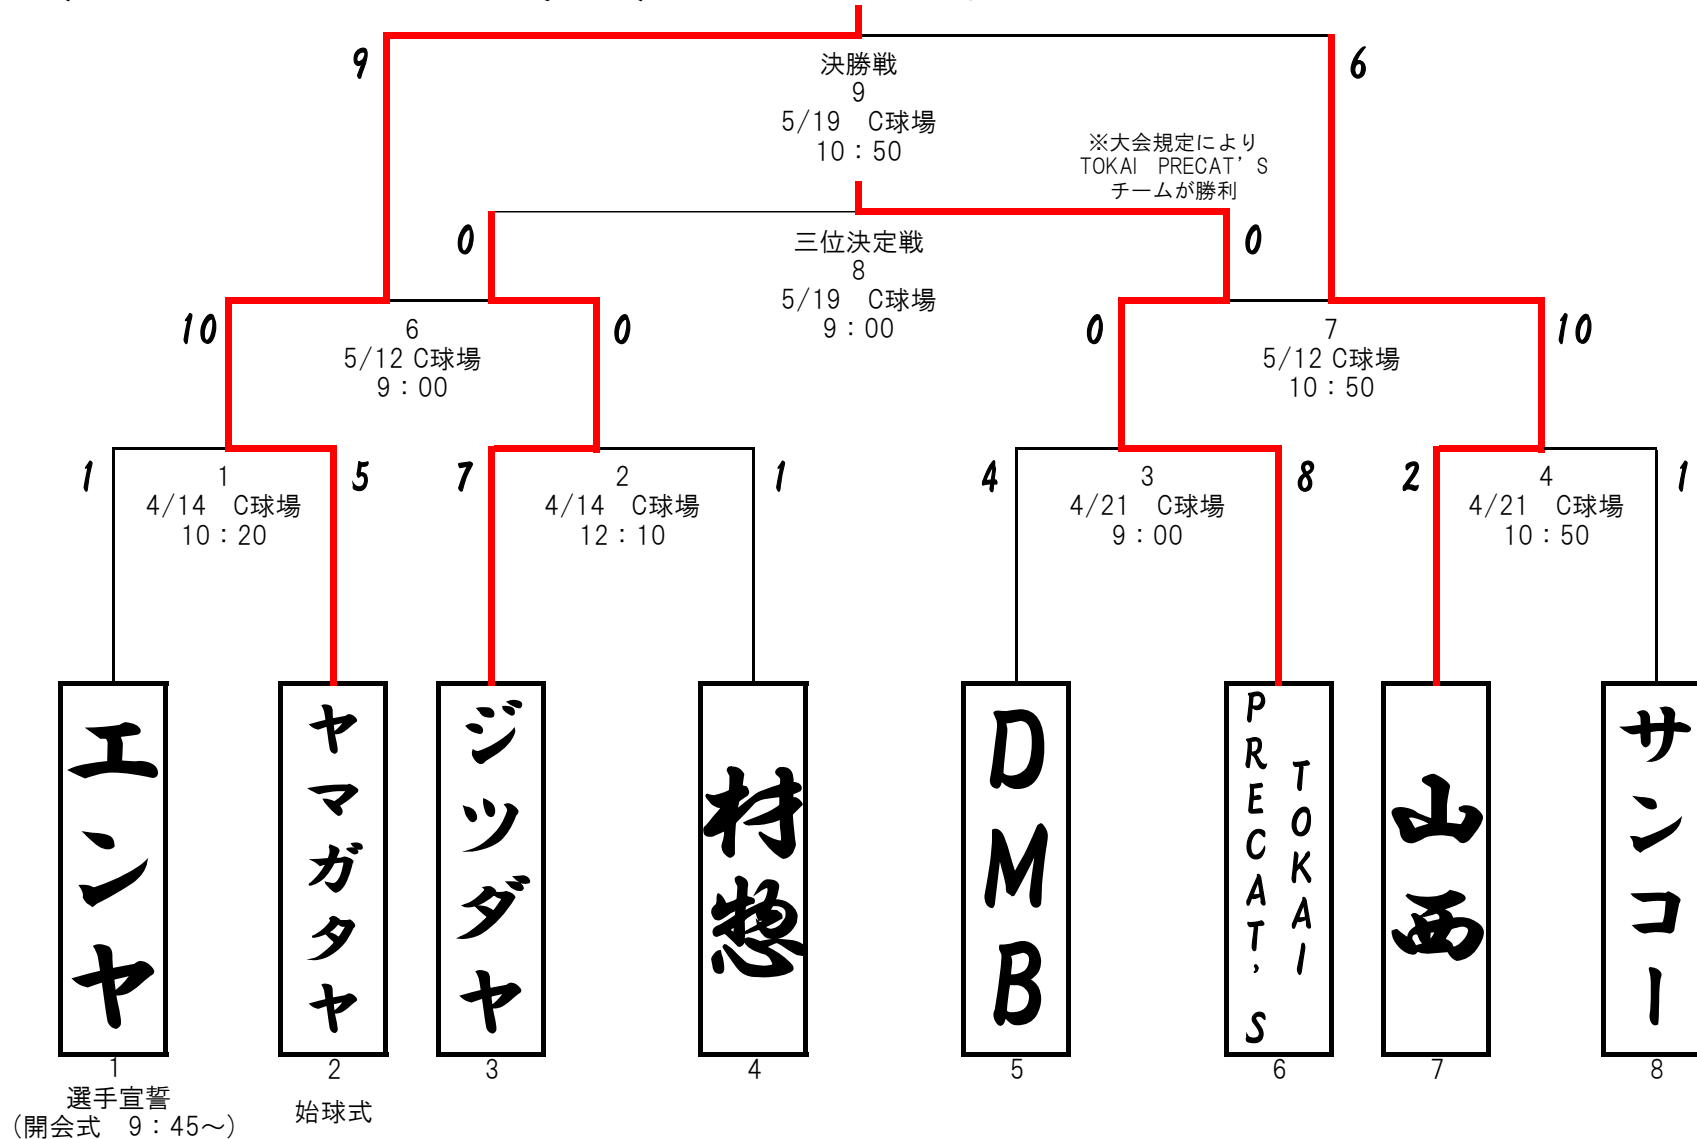 9
6
決勝戦
9
5/19 C球場
10：50
※大会規定により
TOKAI PRECAT'S
チームが勝利
0
0
三位決定戦
8
5/19 C球場
9：00
10
0
6
5/12 C球場
9：00
0
10
7
5/12 C球場
10：50
1
5
1
4/14 C球場
10：20
7
1
2
4/14 C球場
12：10
4
8
3
4/21 C球場
9：00
2
1
4
4/21 C球場
10：50
エンヤ
ヤマガタヤ
ジツダヤ
材惣
DMB
TOKAI
PRECAT'S
山西
サンコー
1
2
3
4
5
6
7
8
選手宣誓
（開会式 9：45～）
始球式